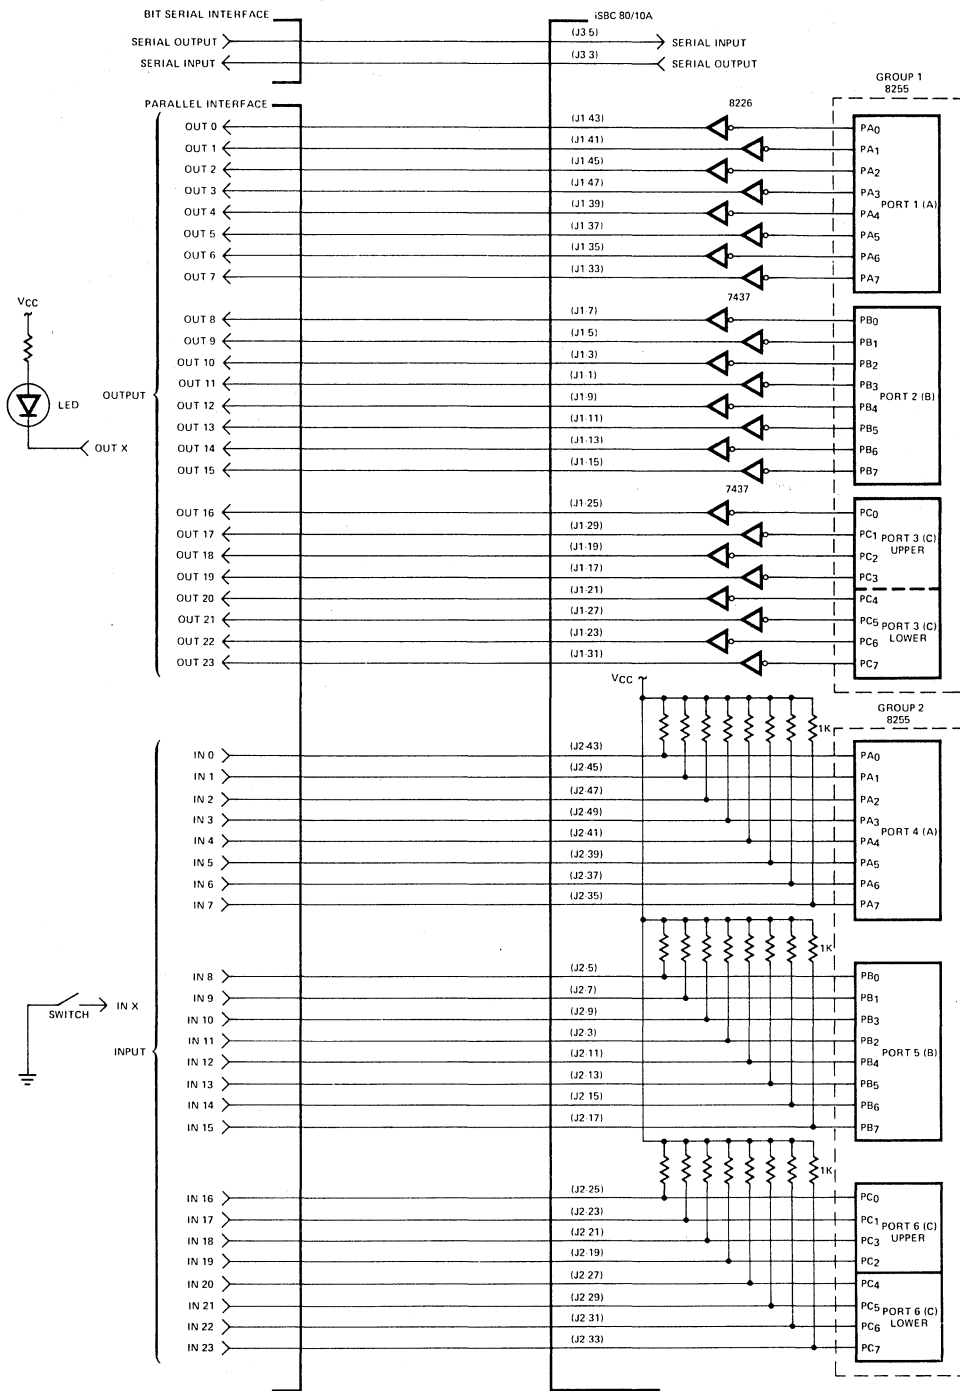 BIT SERIAL INTERFACE
iSBC 80/10A
SERIAL OUTPUT (J3 5) SERIAL INPUT
SERIAL INPUT (J3 3) SERIAL OUTPUT
GROUP 1
8255
PARALLEL INTERFACE
8226
OUT 0 (J1 43) PA0
OUT 1 (J1 41) PA1
OUT 2 (J1 45) PA2
OUT 3 (J1 47) PA3
PORT 1 (A)
OUT 4 (J1 39) PA4
OUT 5 (J1 37) PA5
OUT 6 (J1 35) PA6
OUT 7 (J1 33) PA7
7437
VCC
OUT 8 (J1-7) PB0
OUT 9 (J1 5) PB1
OUT 10 (J1-3) PB2
OUT 11 (J1-1) PB3
OUTPUT
PORT 2 (B)
LED
OUT 12 (J1-9) PB4
OUT 13 (J1-11) PB5
OUT X
OUT 14 (J1-13) PB6
OUT 15 (J1-15) PB7
7437
OUT 16 (J1-25) PC0
OUT 17 (J1-29) PC1
PORT 3 (C)
UPPER
OUT 18 (J1-19) PC2
OUT 19 (J1-17) PC3
OUT 20 (J1-21) PC4
OUT 21 (J1-27) PC5
PORT 3 (C)
LOWER
OUT 22 (J1-23) PC6
OUT 23 (J1-31) PC7
VCC
GROUP 2
8255
1K
IN 0 (J2-43) PA0
IN 1 (J2-45) PA1
IN 2 (J2-47) PA2
IN 3 (J2-49) PA3
PORT 4 (A)
IN 4 (J2-41) PA4
IN 5 (J2-39) PA5
IN 6 (J2-37) PA6
IN 7 (J2-35) PA7
1K
IN 8 (J2-5) PB0
IN 9 (J2-7) PB1
IN X
SWITCH
IN 10 (J2-9) PB3
IN 11 (J2-3) PB2
INPUT
PORT 5 (B)
IN 12 (J2-11) PB4
IN 13 (J2-13) PB5
IN 14 (J2 15) PB6
IN 15 (J2-17) PB7
1K
IN 16 (J2-25) PC0
IN 17 (J2 23) PC1
PORT 6 (C)
UPPER
IN 18 (J2 21) PC3
IN 19 (J2-19) PC2
IN 20 (J2-27) PC4
IN 21 (J2 29) PC5
PORT 6 (C)
LOWER
IN 22 (J2 31) PC6
IN 23 (J2 33) PC7